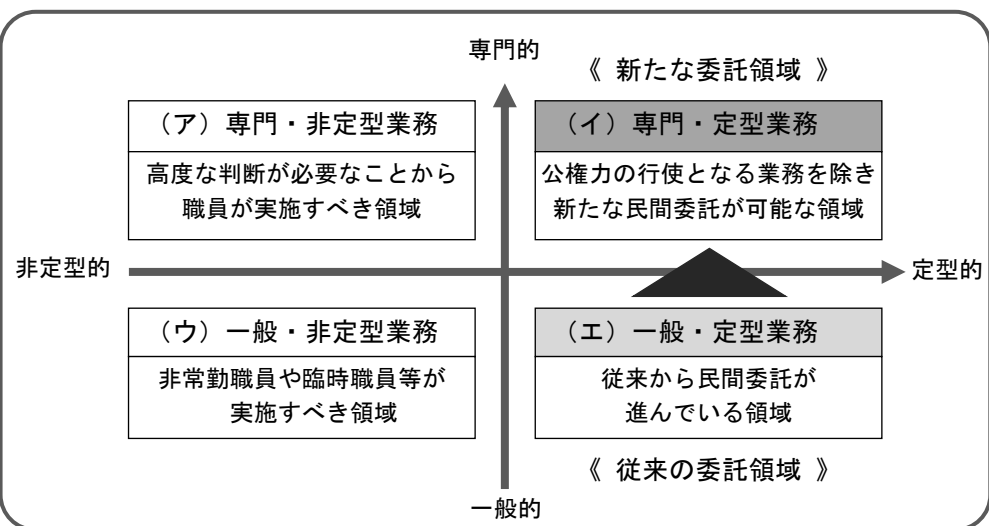 専門的
《 新たな委託領域 》
（ア）専門・非定型業務
高度な判断が必要なことから
職員が実施すべき領域
（イ）専門・定型業務
公権力の行使となる業務を除き
新たな民間委託が可能な領域
非定型的
定型的
（ウ）一般・非定型業務
非常勤職員や臨時職員等が
実施すべき領域
（エ）一般・定型業務
従来から民間委託が
進んでいる領域
《 従来の委託領域 》
一般的